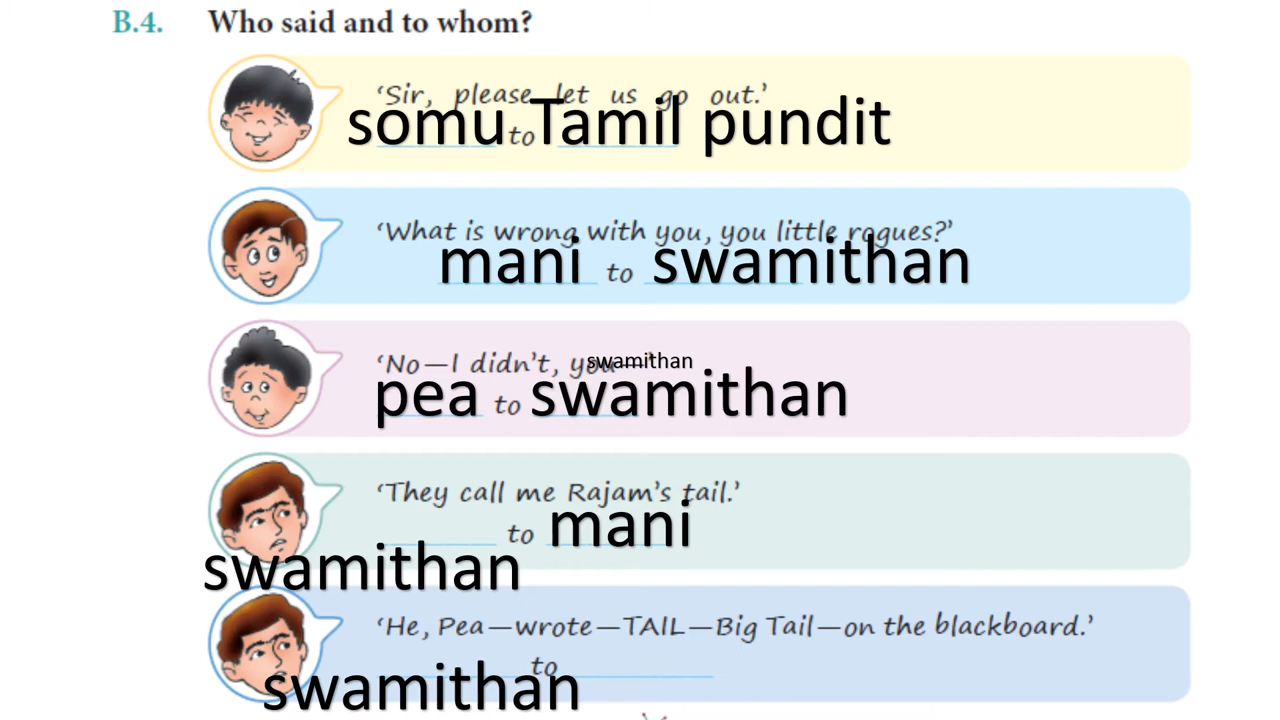 B.4. Who said and to whom?
'Sir, please let us go out.'
somu to Tamil pundit
'What is wrong with you, you little rogues?'
mani to swamithan
'No—I didn't, you—'
swamithan
pea to swamithan
'They call me Rajam's tail.'
to mani
swamithan
'He, Pea—wrote—TAIL—Big Tail—on the blackboard.'
to
swamithan